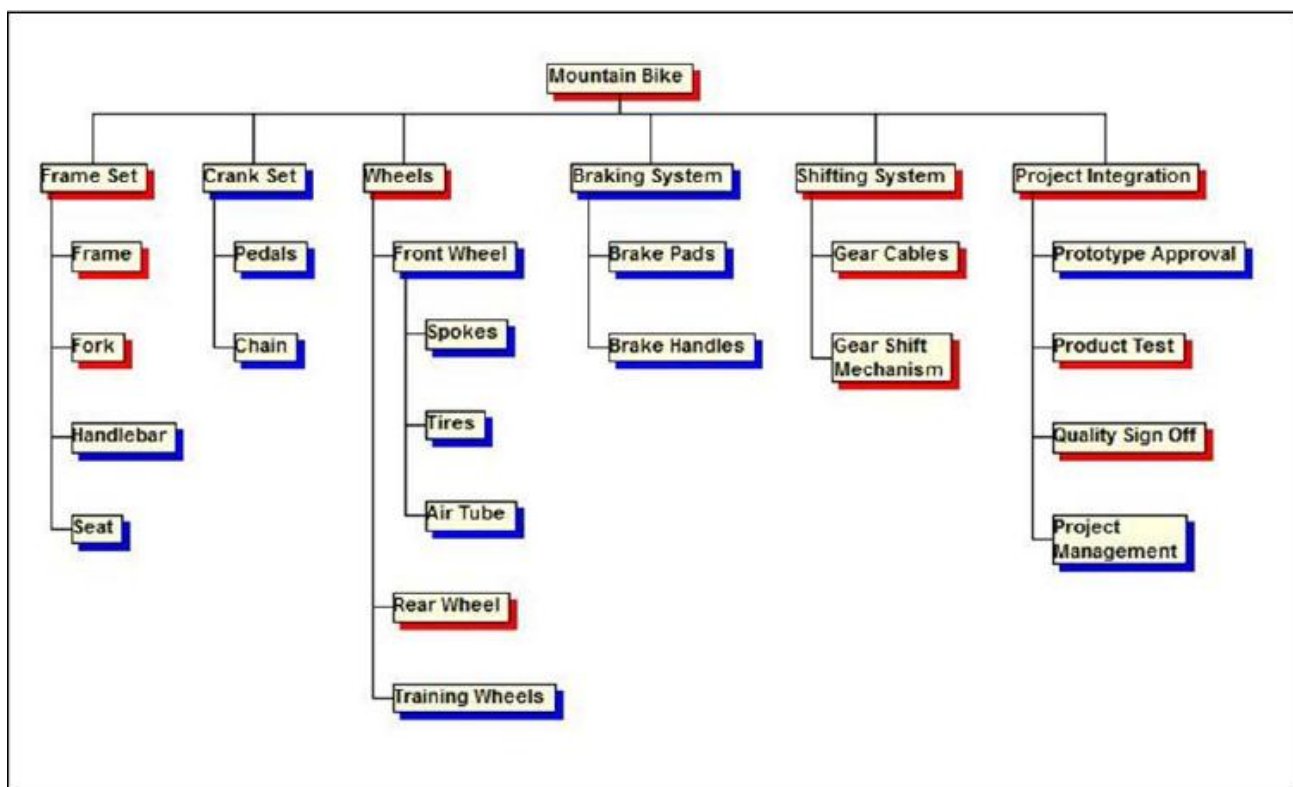 Mountain Bike
Frame Set
Crank Set
Wheels
Braking System
Shifting System
Project Integration
Frame
Pedals
Front Wheel
Brake Pads
Gear Cables
Prototype Approval
Spokes
Fork
Chain
Brake Handles
Gear Shift
Mechanism
Product Test
Handlebar
Tires
Quality Sign Off
Seat
Air Tube
Project
Management
Rear Wheel
Training Wheels